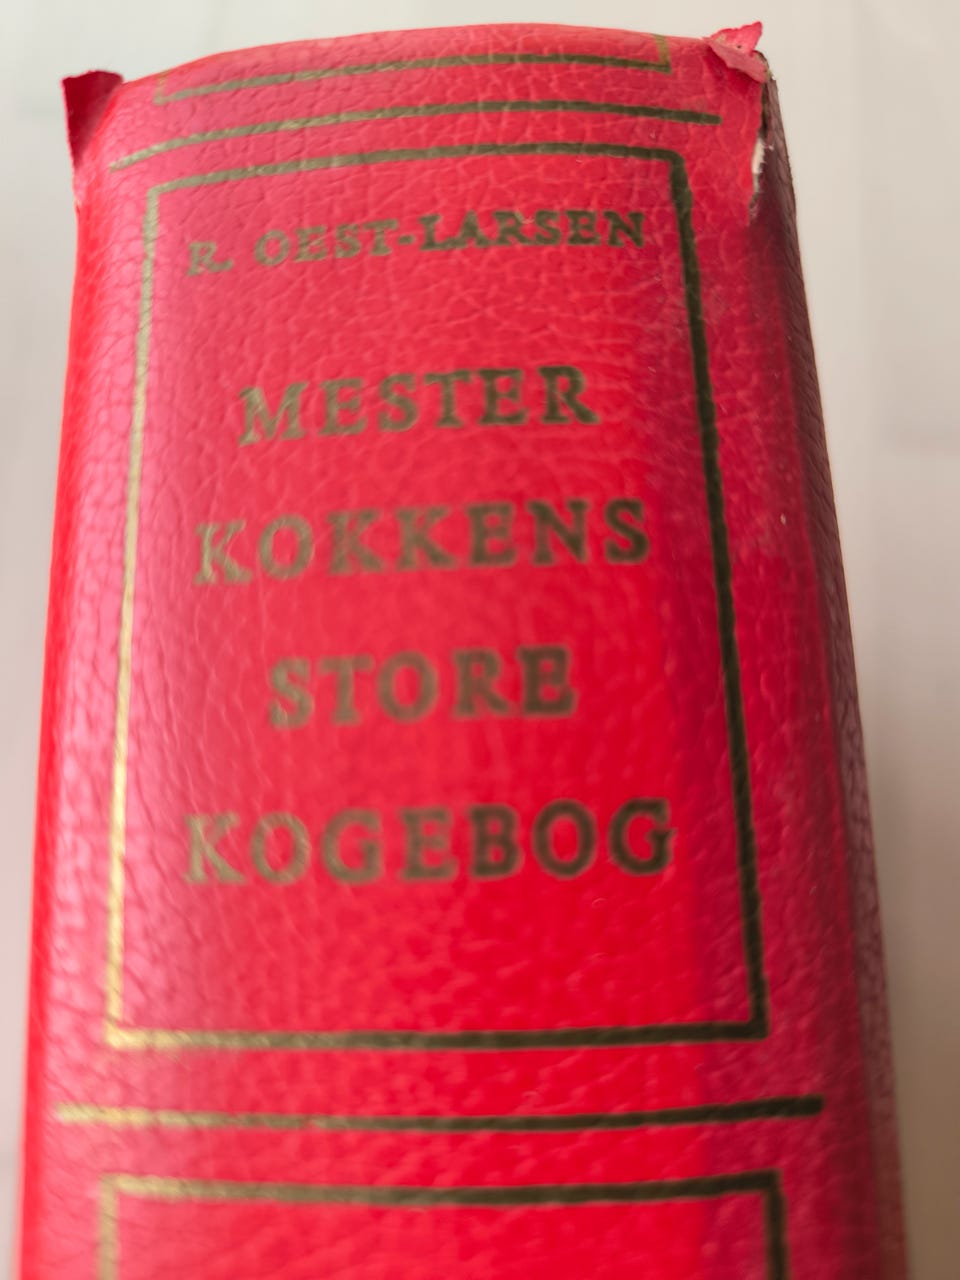 R. OEST-LARSEN
MESTER
KOKKENS
STORE
KOGEBOG